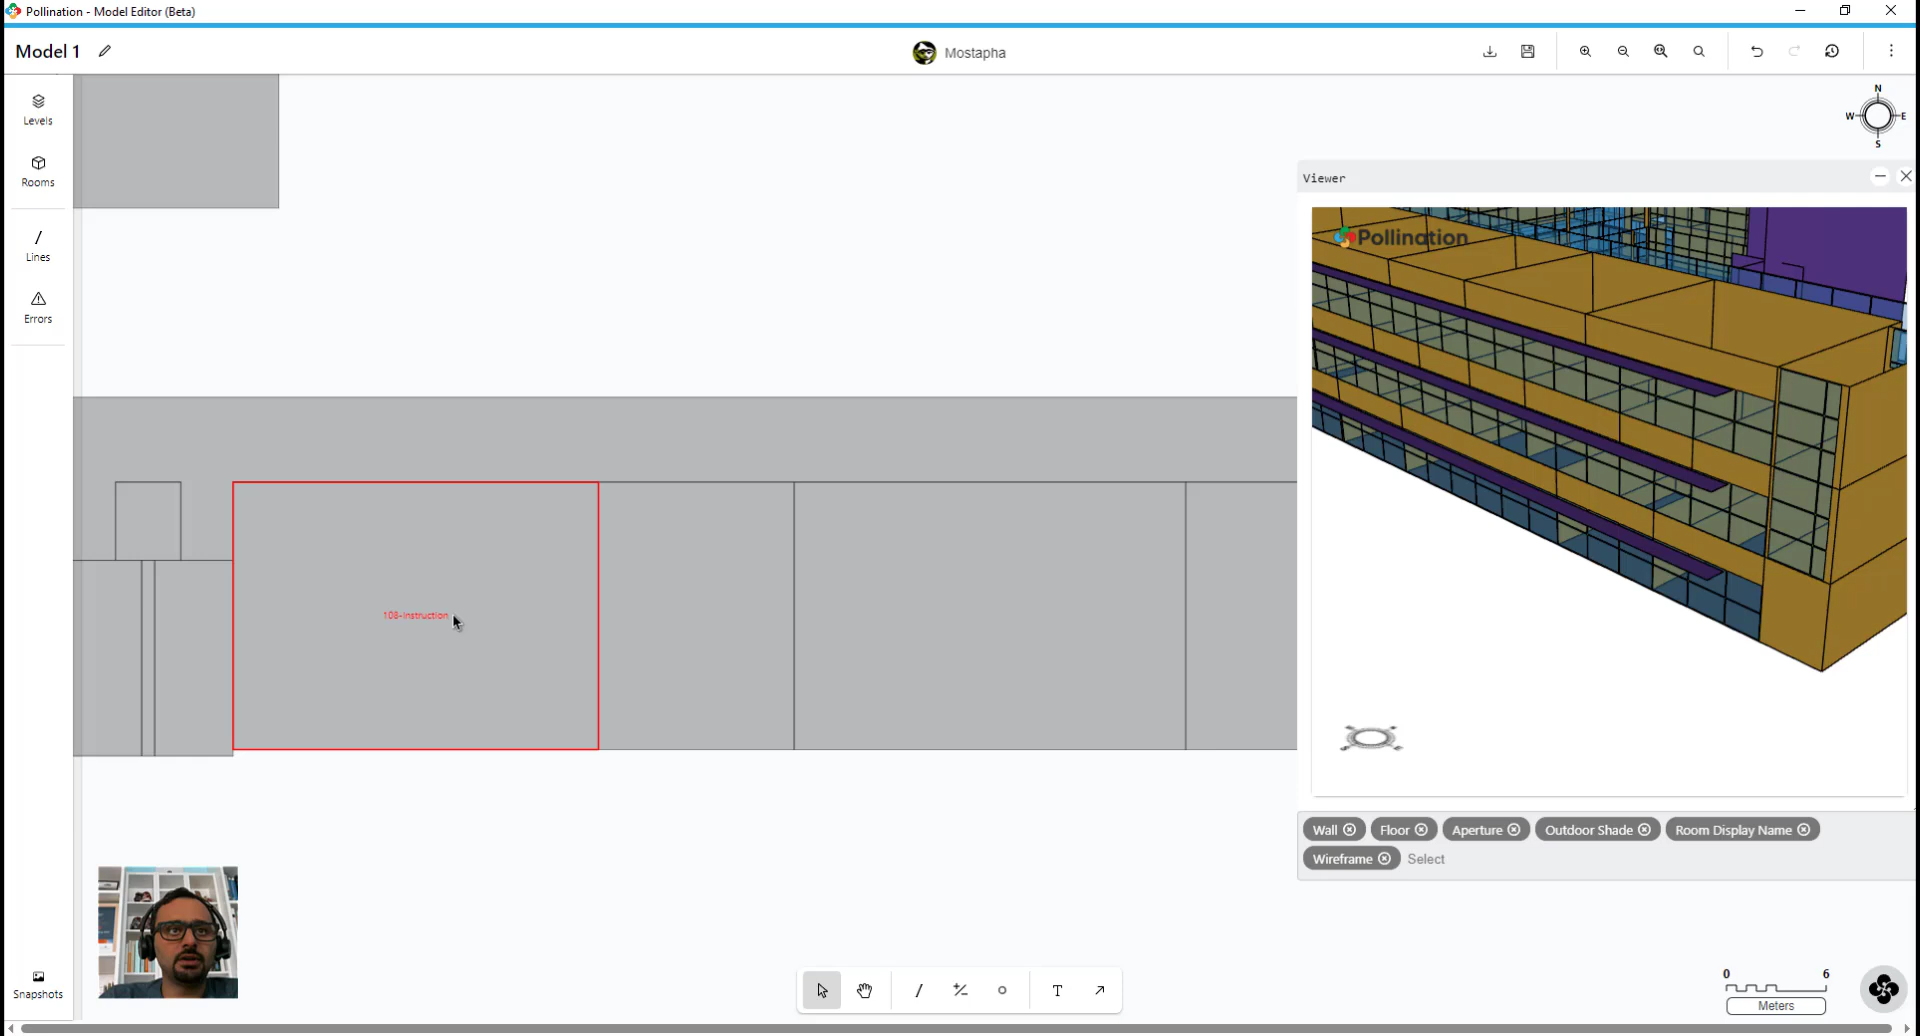 Pollination - Model Editor (Beta)
Model 1
Mostapha
Levels
Rooms
Lines
Errors
Snapshots
108-Instruction
N
W
E
S
Viewer
Pollination
Wall
Floor
Aperture
Outdoor Shade
Room Display Name
Wireframe
Select
T
0
6
Meters